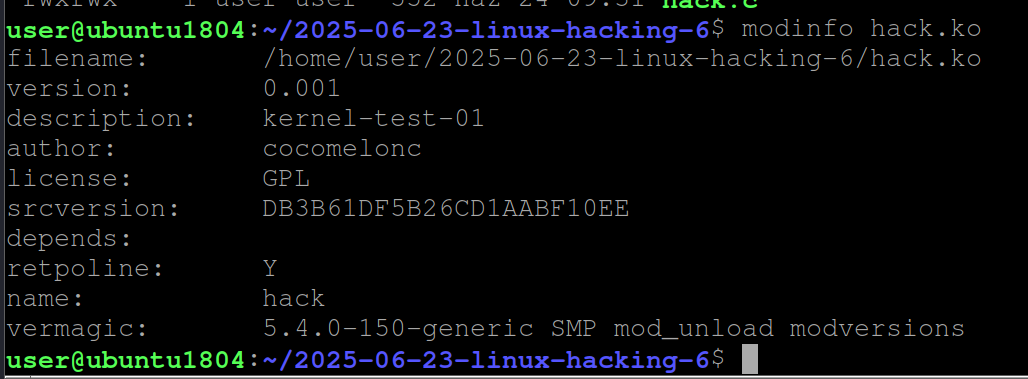 hack.c
user@ubuntu1804:~/2025-06-23-linux-hacking-6$ modinfo hack.ko
filename:       /home/user/2025-06-23-linux-hacking-6/hack.ko
version:        0.001
description:    kernel-test-01
author:         cocomelonc
license:        GPL
srcversion:     DB3B61DF5B26CD1AABF10EE
depends:
retpoline:      Y
name:           hack
vermagic:       5.4.0-150-generic SMP mod_unload modversions
user@ubuntu1804:~/2025-06-23-linux-hacking-6$